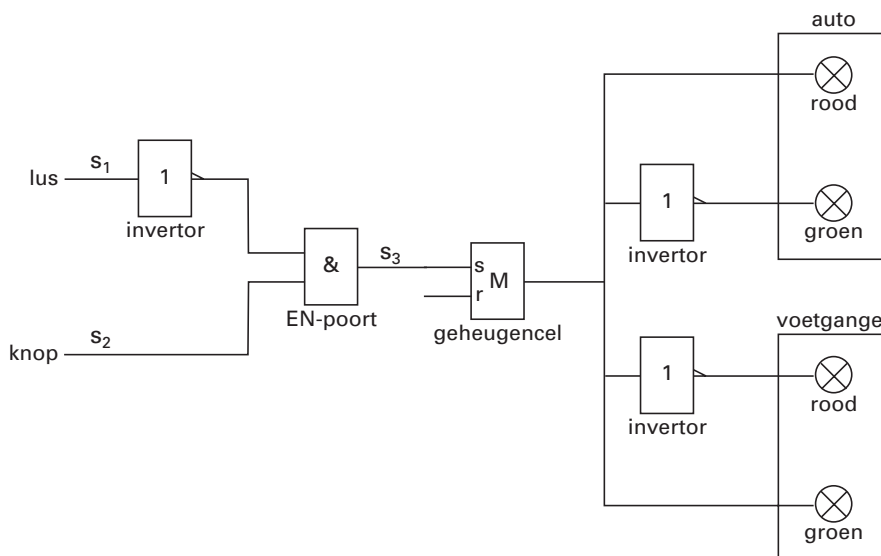 auto
rood
lus
s1
1
invertor
1
invertor
groen
&
EN-poort
s3
s
r
M
geheugencel
knop
s2
voetgange
1
invertor
rood
groen